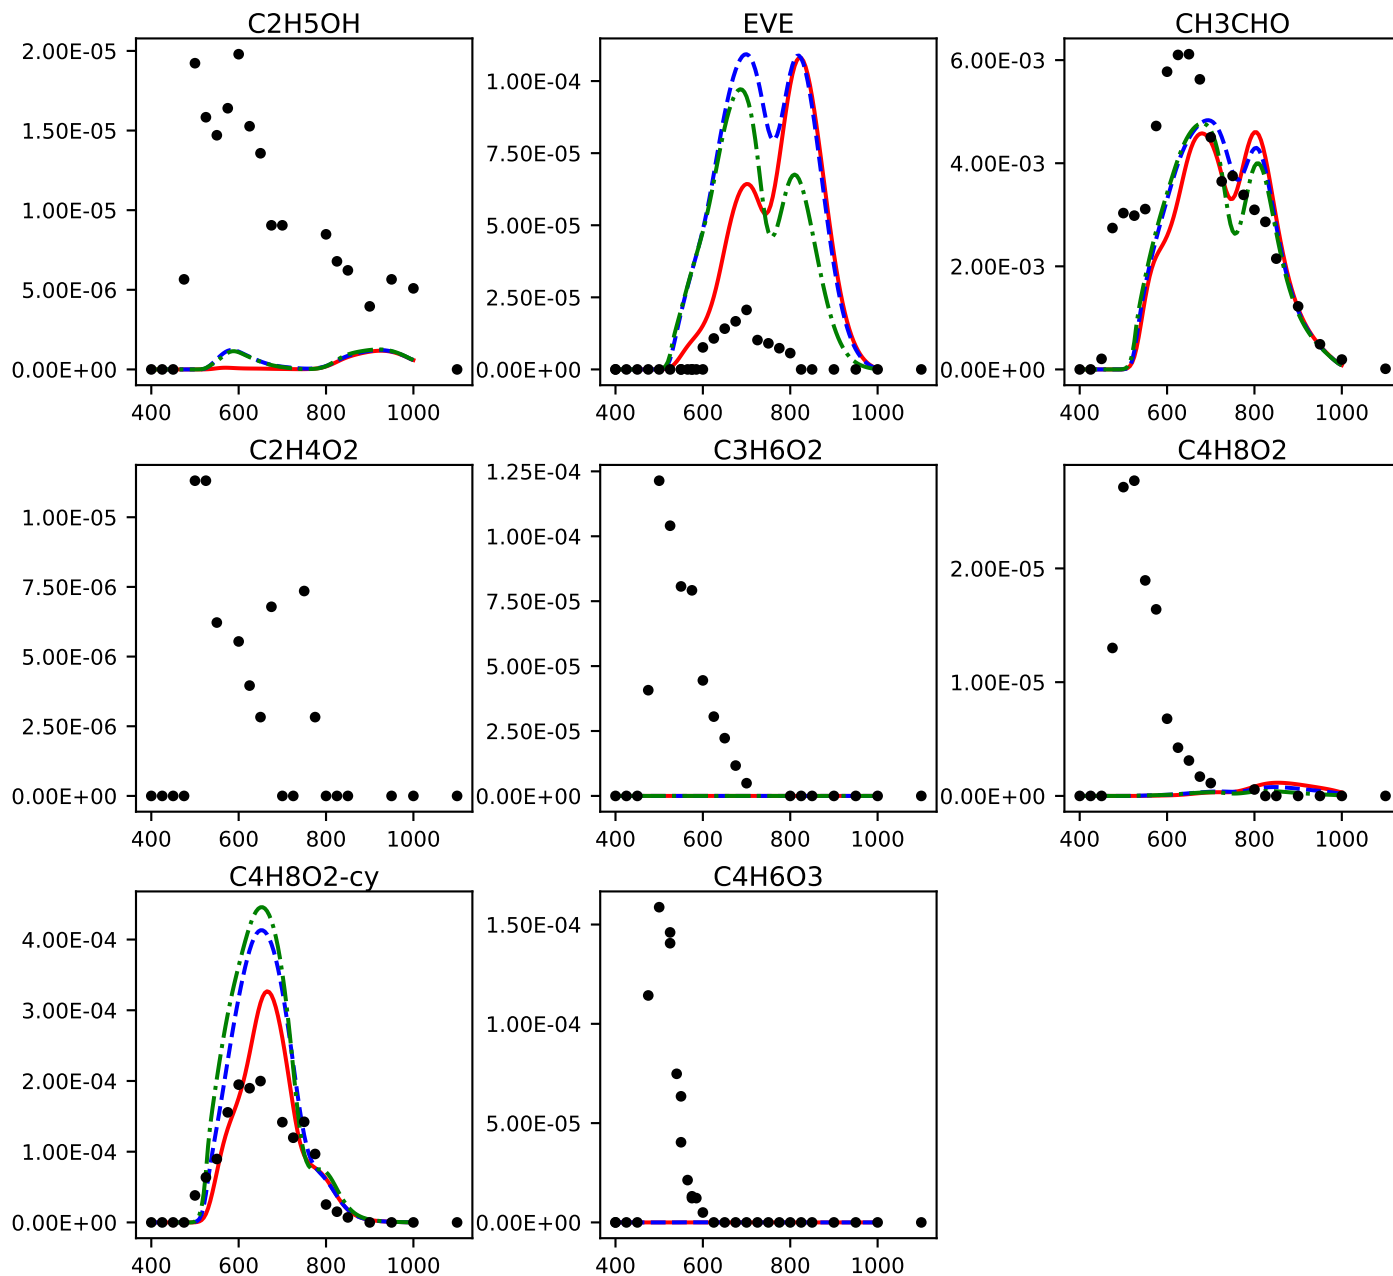 C2H5OH
EVE
CH3CHO
2.00E-05
1.50E-05
1.00E-05
5.00E-06
0.00E+00
400 600 800 1000
1.00E-04
7.50E-05
5.00E-05
2.50E-05
0.00E+00
400 600 800 1000
6.00E-03
4.00E-03
2.00E-03
0.00E+00
400 600 800 1000
C2H4O2
C3H6O2
C4H8O2
1.00E-05
7.50E-06
5.00E-06
2.50E-06
0.00E+00
400 600 800 1000
1.25E-04
1.00E-04
7.50E-05
5.00E-05
2.50E-05
0.00E+00
400 600 800 1000
2.00E-05
1.00E-05
0.00E+00
400 600 800 1000
C4H8O2-cy
C4H6O3
4.00E-04
3.00E-04
2.00E-04
1.00E-04
0.00E+00
400 600 800 1000
1.50E-04
1.00E-04
5.00E-05
0.00E+00
400 600 800 1000